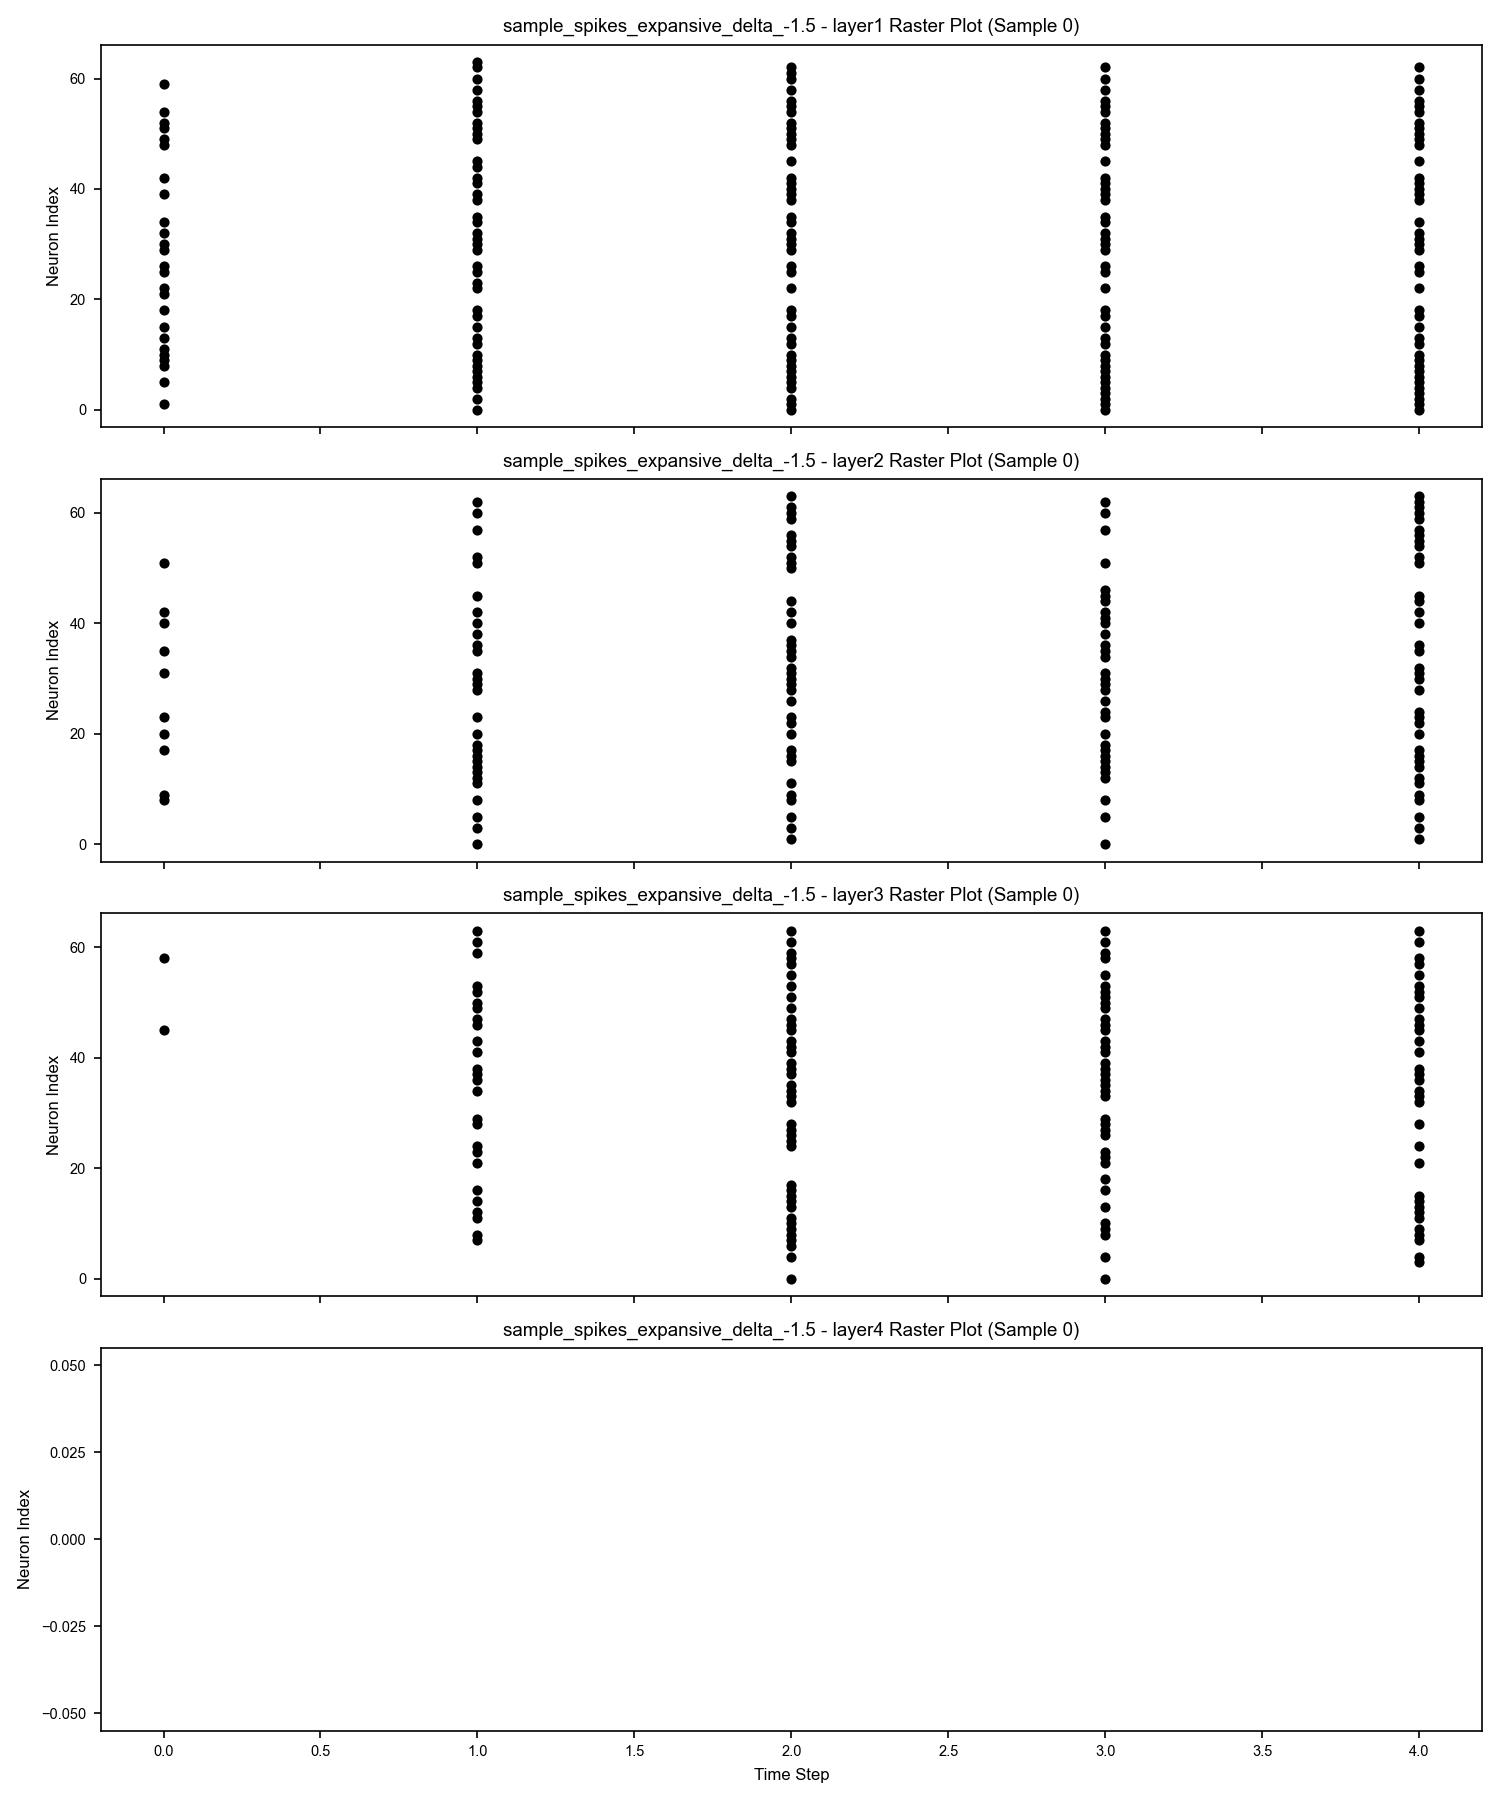 sample_spikes_expansive_delta_-1.5 - layer1 Raster Plot (Sample 0)
60
40
20
0
Neuron Index
sample_spikes_expansive_delta_-1.5 - layer2 Raster Plot (Sample 0)
60
40
20
0
Neuron Index
sample_spikes_expansive_delta_-1.5 - layer3 Raster Plot (Sample 0)
60
40
20
0
Neuron Index
sample_spikes_expansive_delta_-1.5 - layer4 Raster Plot (Sample 0)
0.050
0.025
0.000
−0.025
−0.050
Neuron Index
0.0 0.5 1.0 1.5 2.0 2.5 3.0 3.5 4.0
Time Step